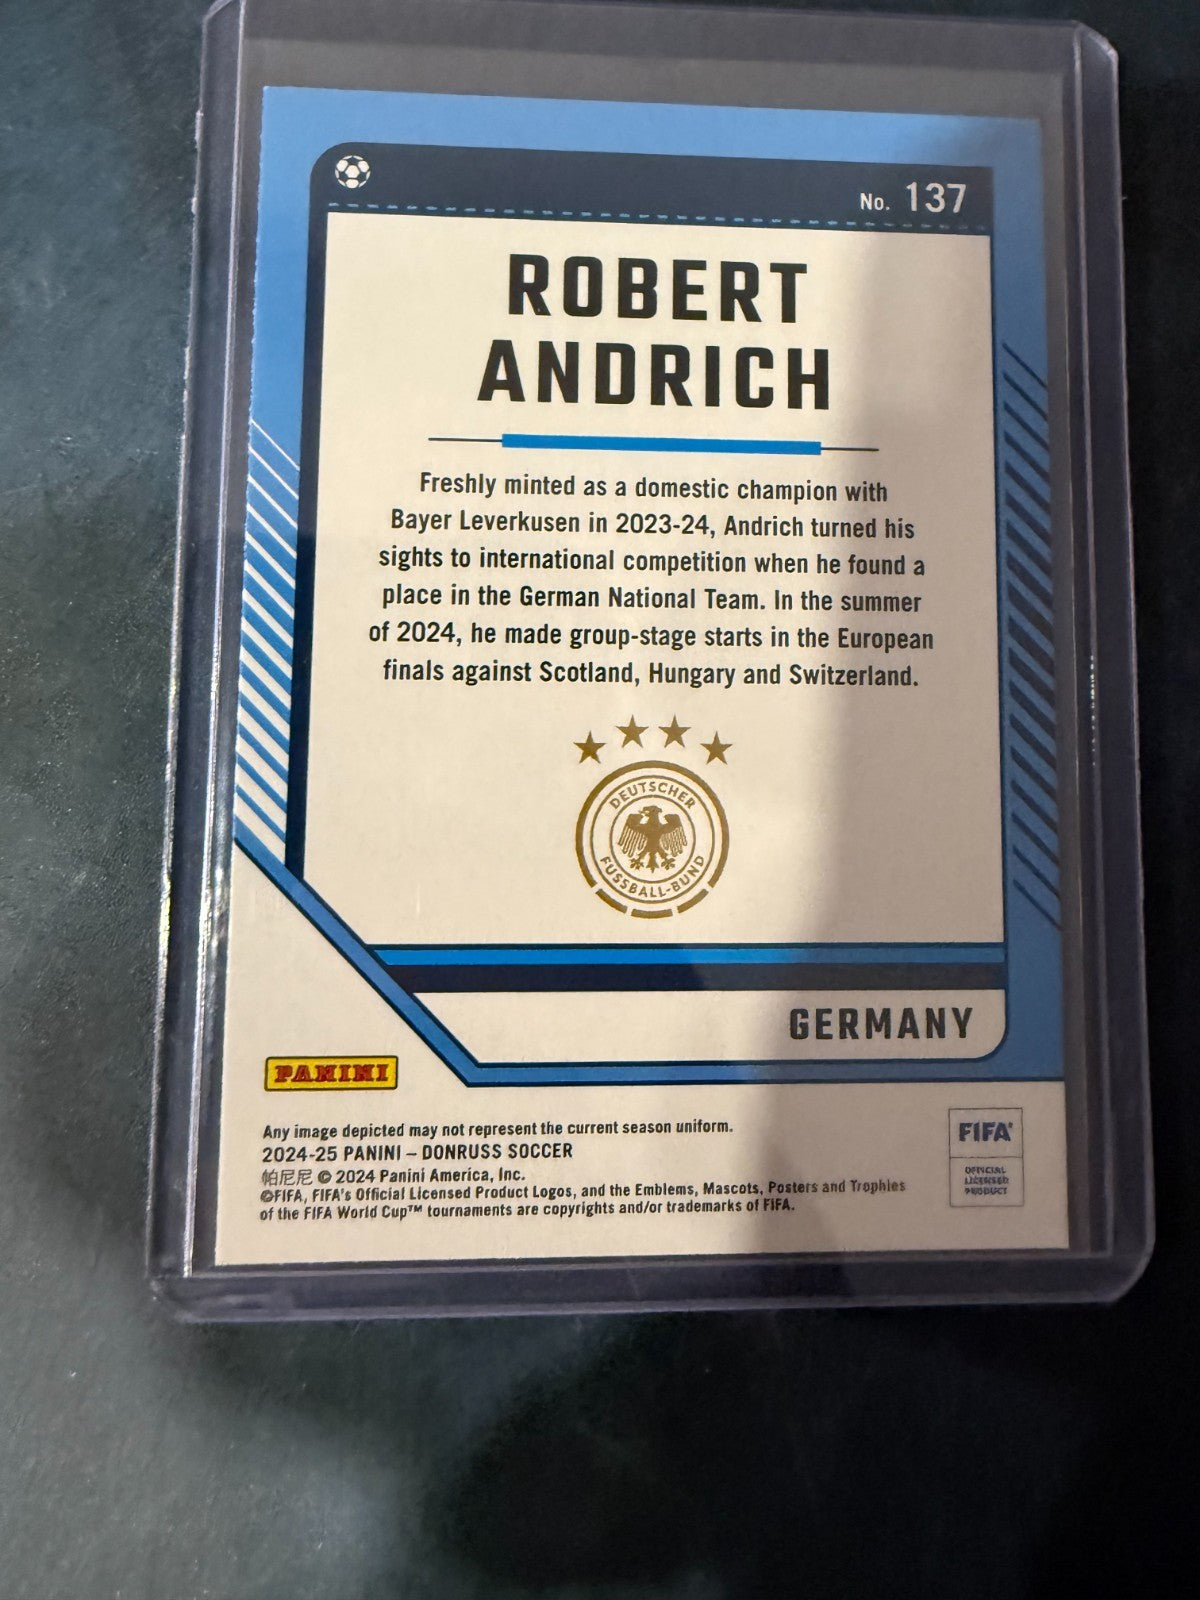 No. 137
ROBERT
ANDRICH
Freshly minted as a domestic champion with
Bayer Leverkusen in 2023-24, Andrich turned his
sights to international competition when he found a
place in the German National Team. In the summer
of 2024, he made group-stage starts in the European
finals against Scotland, Hungary and Switzerland.
DEUTSCHER
FUSSBALL-BUND
GERMANY
PANINI
Any image depicted may not represent the current season uniform.
2024-25 PANINI – DONRUSS SOCCER
帕尼尼 © 2024 Panini America, Inc.
©FIFA, FIFA's Official Licensed Product Logos, and the Emblems, Mascots, Posters and Trophies
of the FIFA World Cup™ tournaments are copyrights and/or trademarks of FIFA.
FIFA®
OFFICIAL
LICENSED
PRODUCT